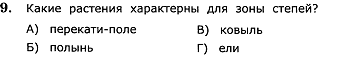 9. Какие растения характерны для зоны степей?
А) перекати-поле В) ковыль
Б) полынь Г) ели